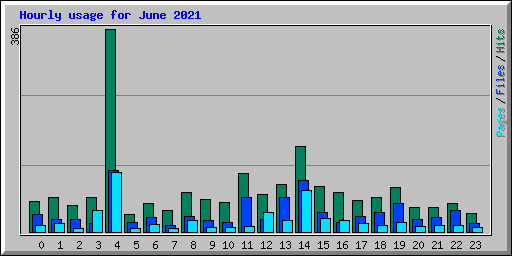 Hourly usage for June 2021
386
Pages/Files/Hits
0 1 2 3 4 5 6 7 8 9 10 11 12 13 14 15 16 17 18 19 20 21 22 23